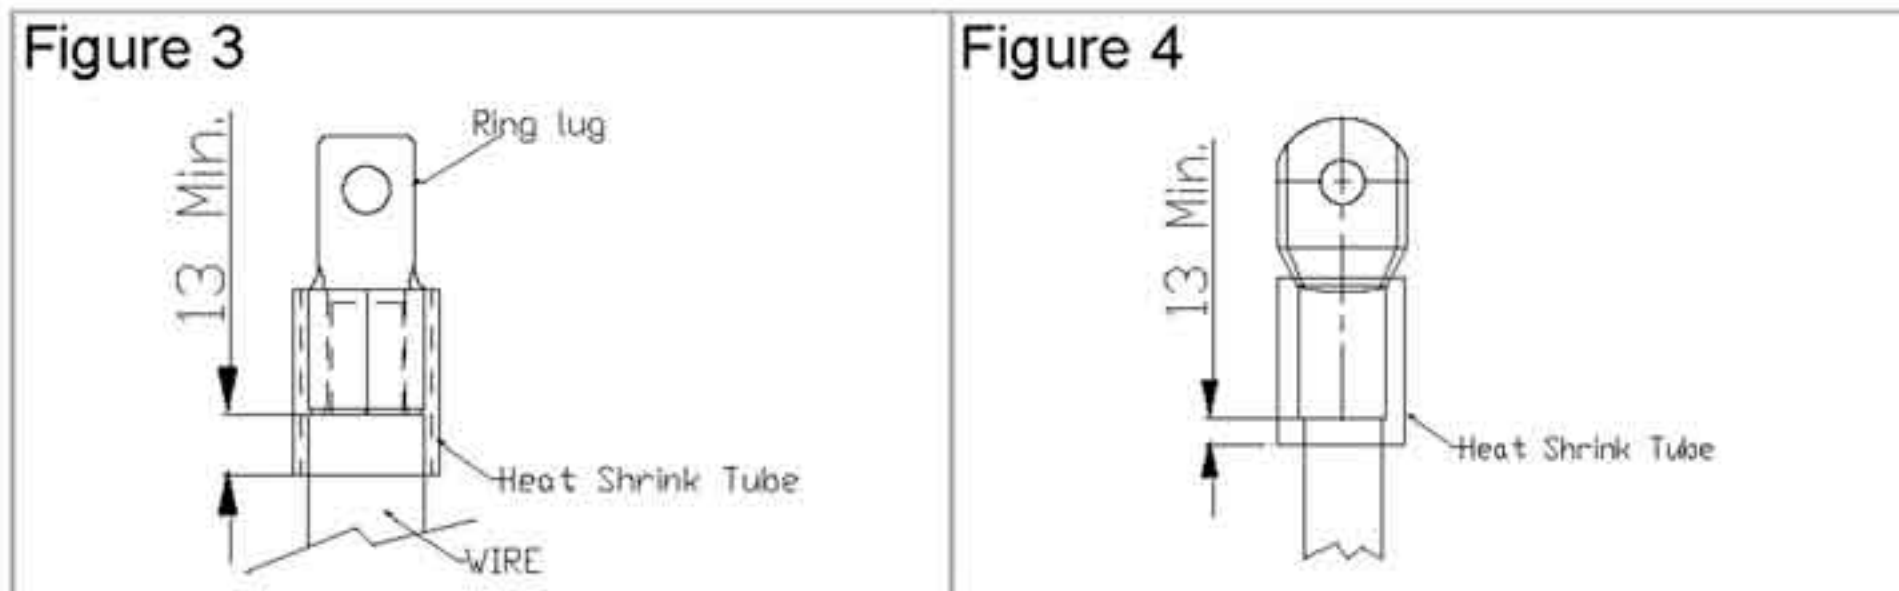 Figure 3
Ring lug
13 Min.
Heat Shrink Tube
WIRE
Figure 4
13 Min.
Heat Shrink Tube